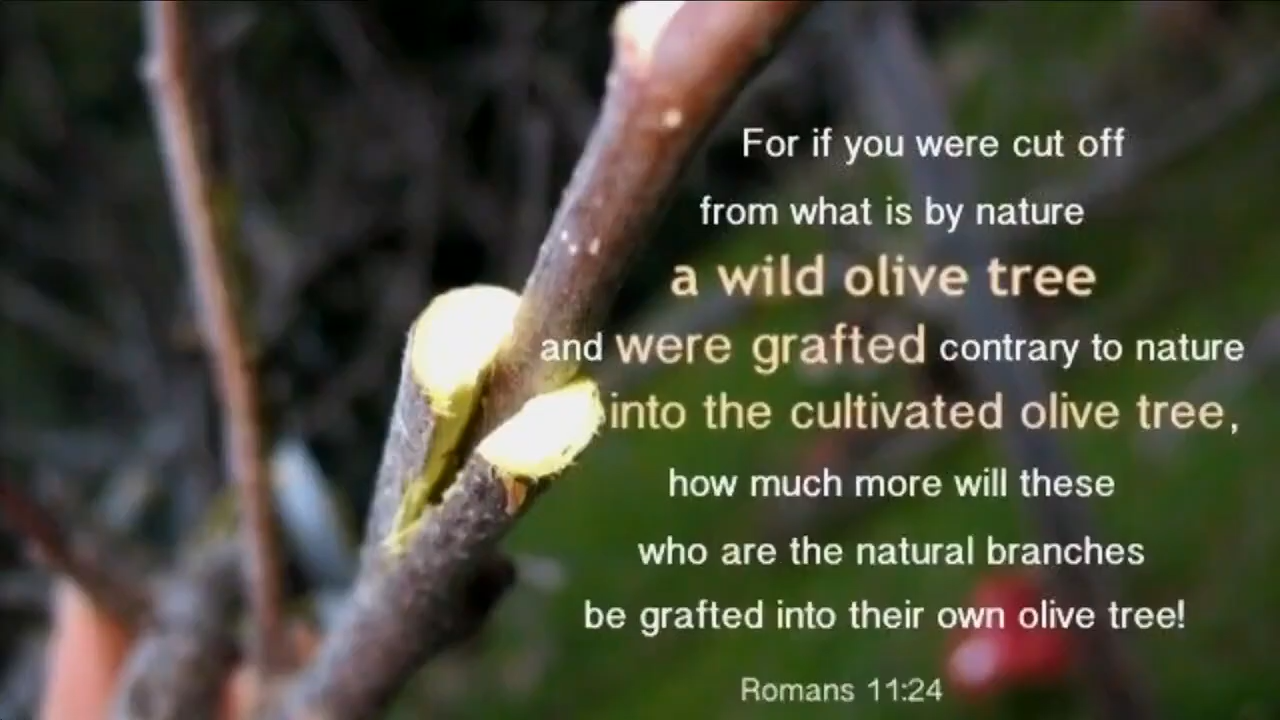 For if you were cut off
from what is by nature
a wild olive tree
and were grafted contrary to nature
into the cultivated olive tree,
how much more will these
who are the natural branches
be grafted into their own olive tree!
Romans 11:24